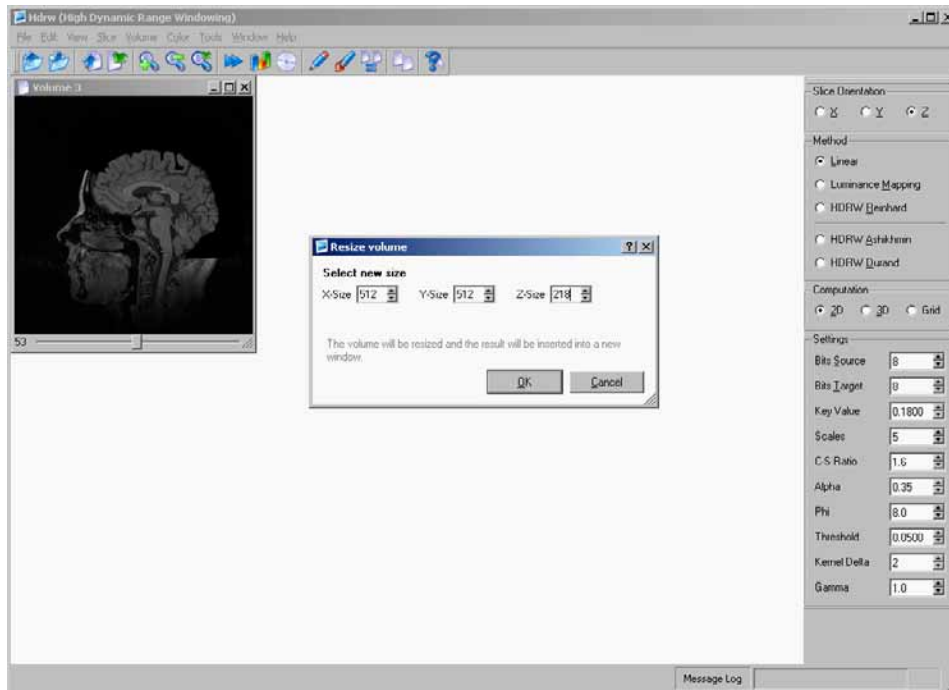 Hdrw (High Dynamic Range Windowing)
File Edit View Slice Volume Color Tools Window Help
Volume 3
53
Resize volume
Select new size
X-Size 512 Y-Size 512 Z-Size 218
The volume will be resized and the result will be inserted into a new
window.
OK Cancel
Slice Orientation
X Y Z
Method
Linear
Luminance Mapping
HDRW Reinhard
HDRW Ashikhmin
HDRW Durand
Computation
2D 3D Grid
Settings
Bits Source 8
Bits Target 8
Key Value 0.1800
Scales 5
C-S Ratio 1.6
Alpha 0.35
Phi 8.0
Threshold 0.0500
Kernel Delta 2
Gamma 1.0
Message Log